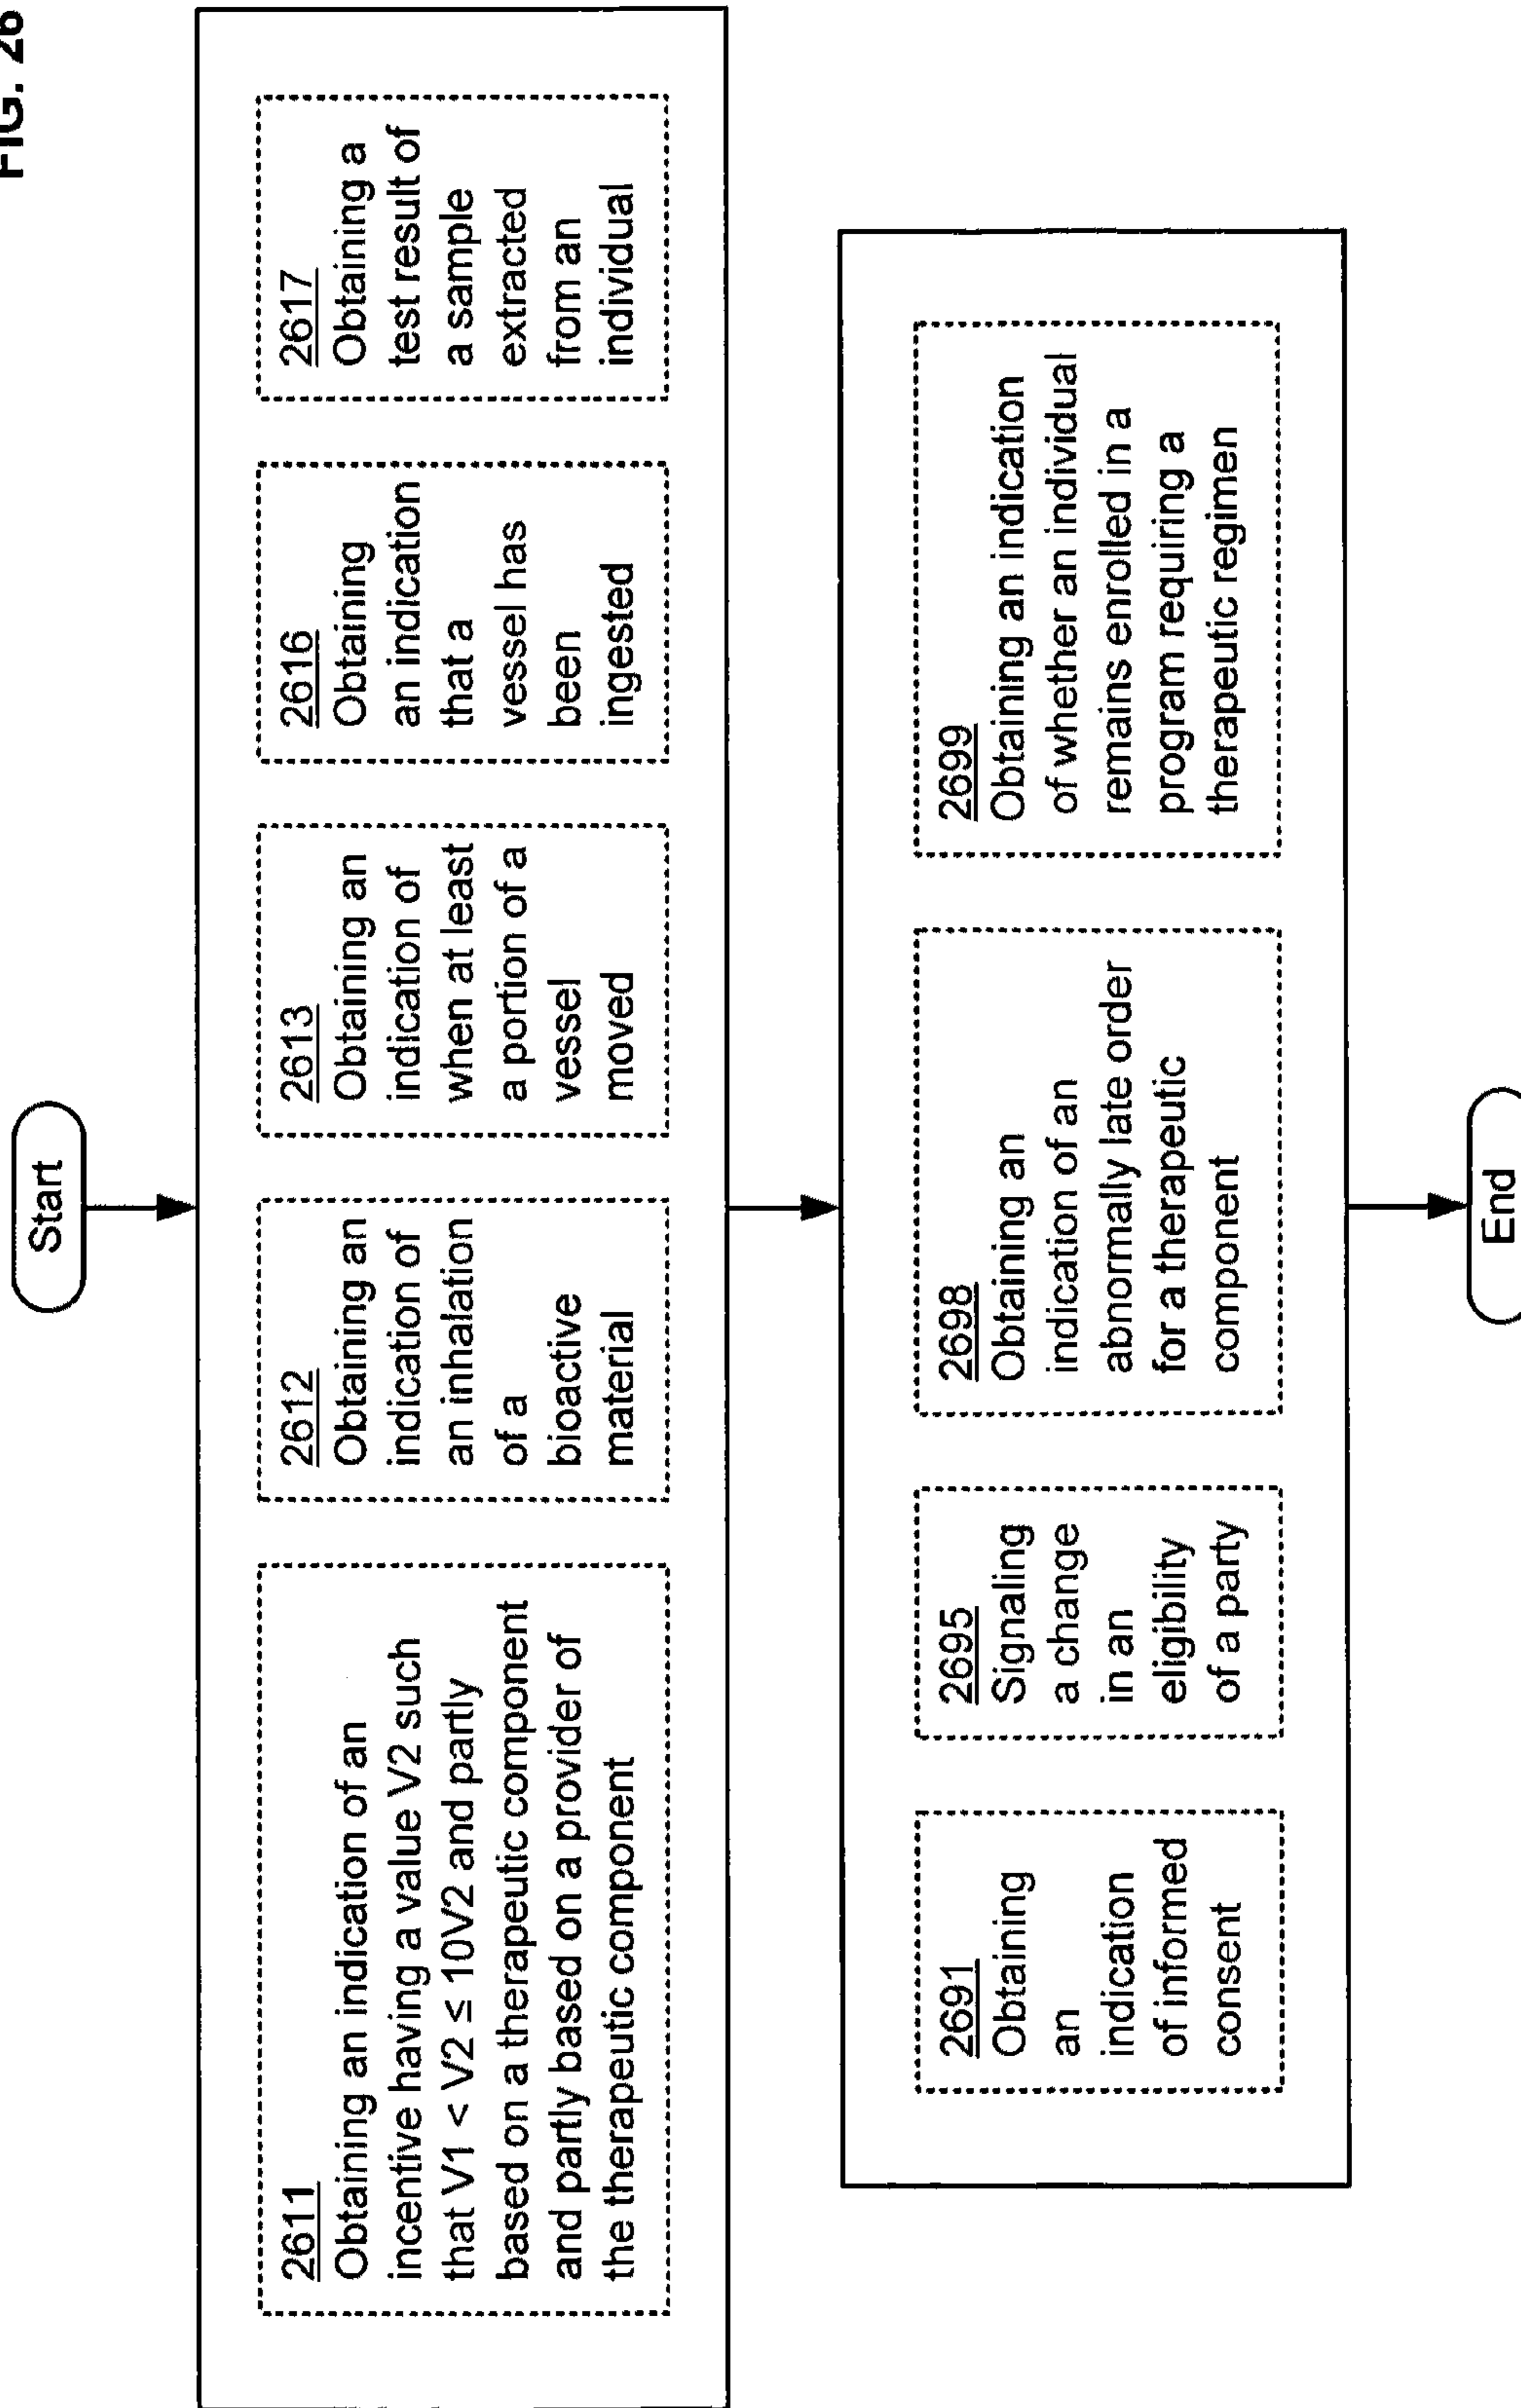 FIG. 26
Start
2611
Obtaining an indication of an
incentive having a value V2 such
that V1 < V2 ≤ 10V2 and partly
based on a therapeutic component
and partly based on a provider of
the therapeutic component
2612
Obtaining an
indication of
an inhalation
of a
bioactive
material
2613
Obtaining an
indication of
when at least
a portion of a
vessel
moved
2616
Obtaining
an indication
that a
vessel has
been
ingested
2617
Obtaining a
test result of
a sample
extracted
from an
individual
2691
Obtaining
an
indication
of informed
consent
2695
Signaling
a change
in an
eligibility
of a party
2698
Obtaining an
indication of an
abnormally late order
for a therapeutic
component
2699
Obtaining an indication
of whether an individual
remains enrolled in a
program requiring a
therapeutic regimen
End